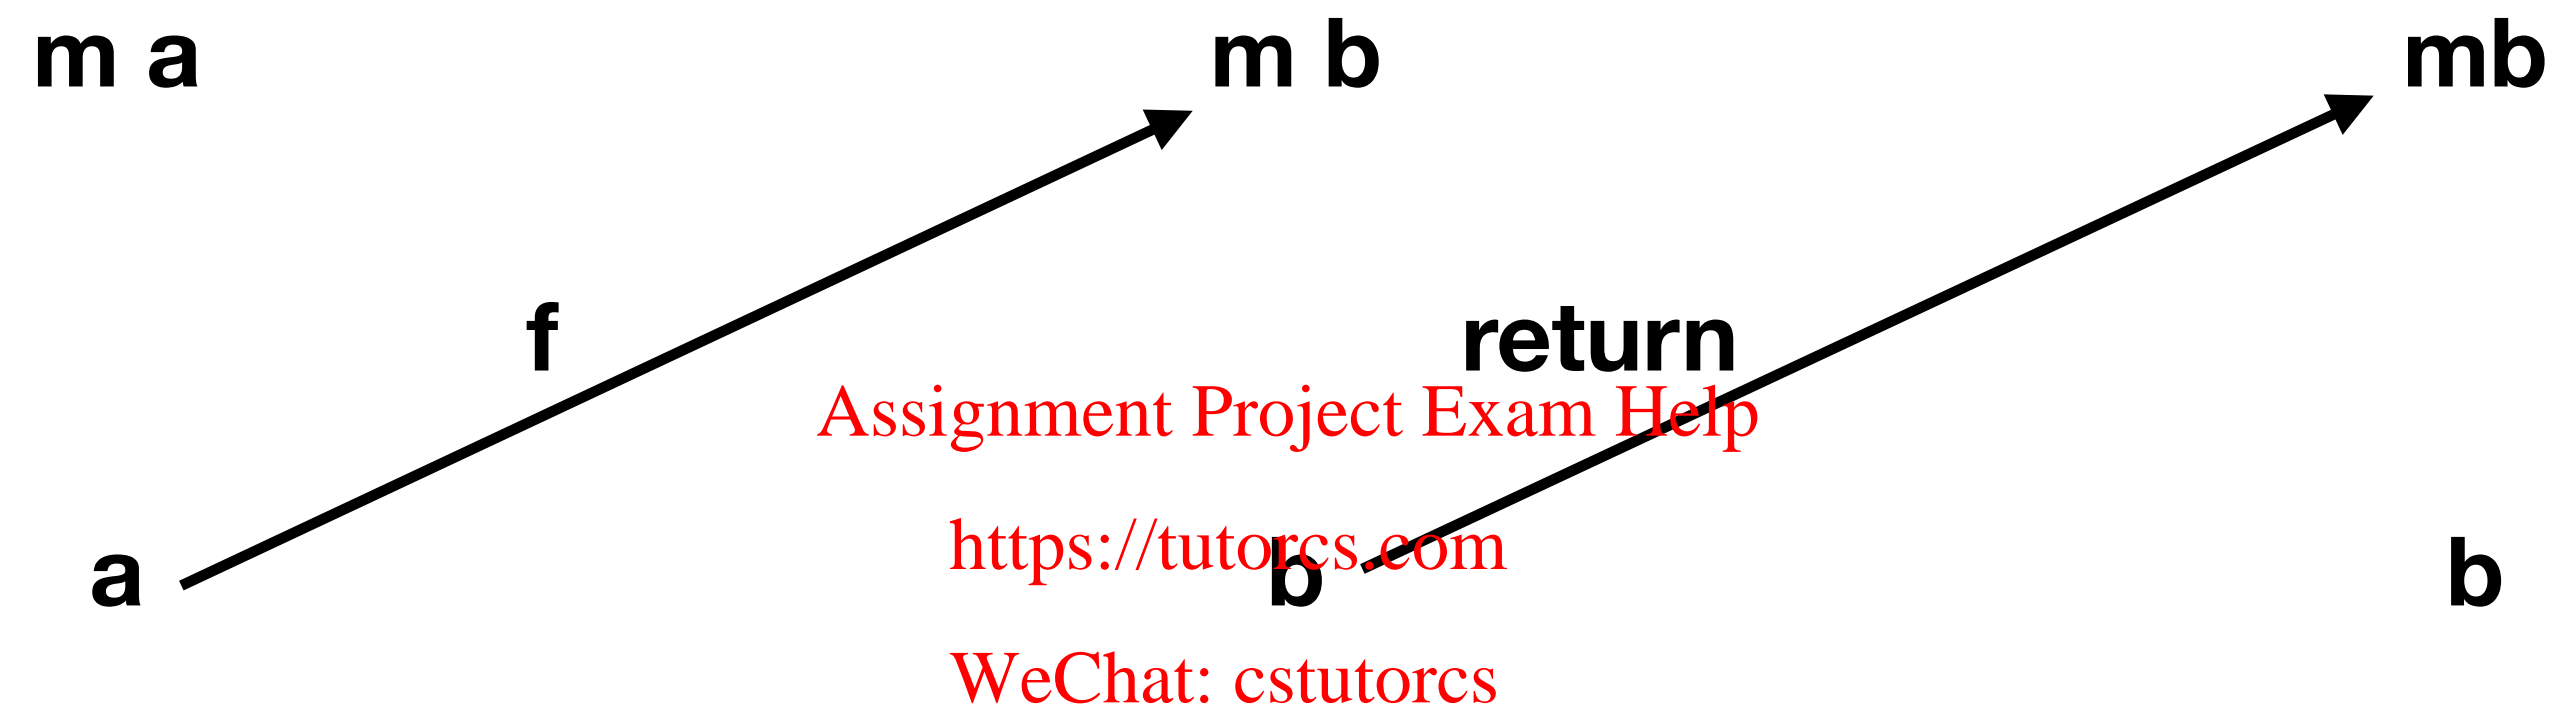 m a m b mb
f return
Assignment Project Exam Help
https://tutorcs.com
a b b
WeChat: cstutorcs